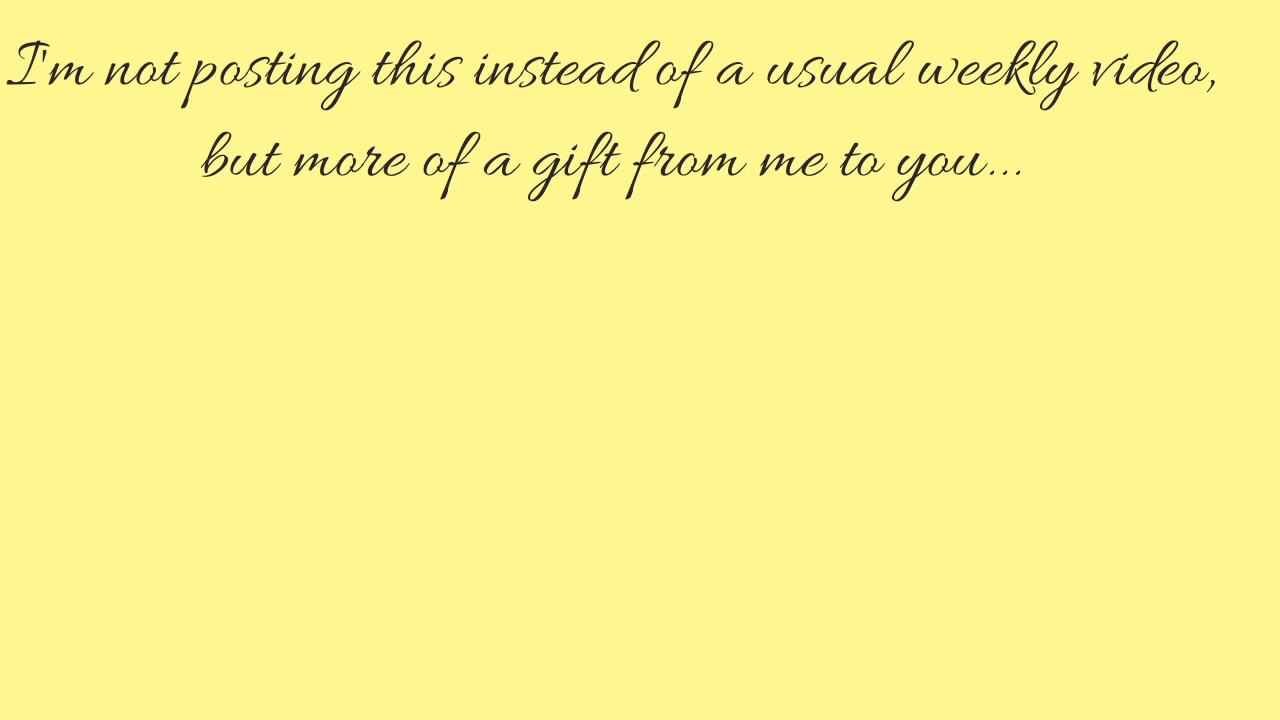 I'm not posting this instead of a usual weekly video,
but more of a gift from me to you...